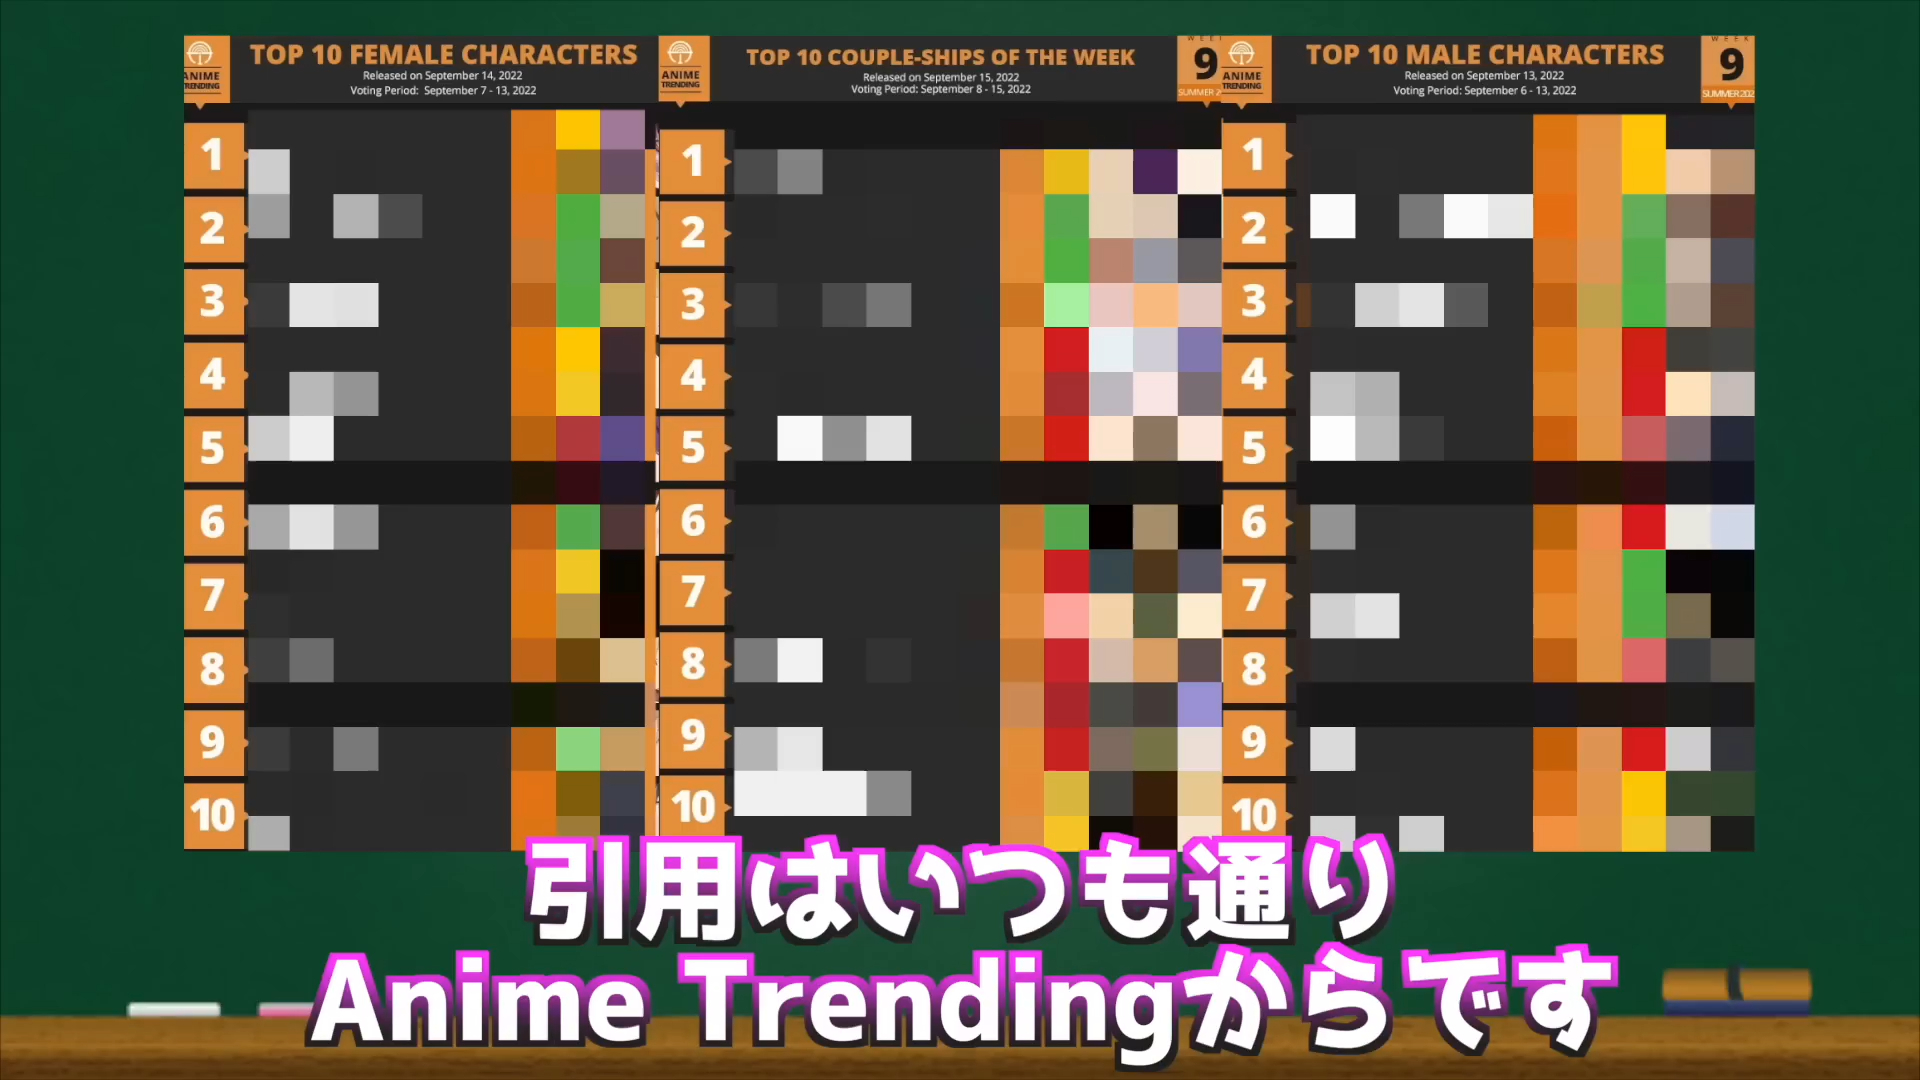 ANIME
TRENDING
TOP 10 FEMALE CHARACTERS
Released on September 14, 2022
Voting Period: September 7 - 13, 2022
1
2
3
4
5
6
7
8
9
10
ANIME
TRENDING
TOP 10 COUPLE-SHIPS OF THE WEEK
Released on September 15, 2022
Voting Period: September 8 - 15, 2022
9
1
2
3
4
5
6
7
8
9
10
ANIME
TRENDING
TOP 10 MALE CHARACTERS
Released on September 13, 2022
Voting Period: September 6 - 13, 2022
WEEK
9
1
2
3
4
5
6
7
8
9
10
引用はいつも通り
Anime Trendingからです